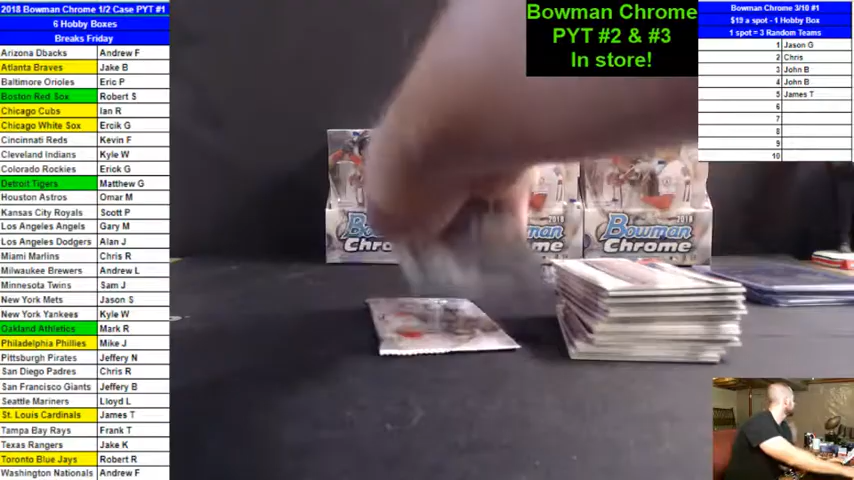 2018 Bowman Chrome 1/2 Case PYT #1
6 Hobby Boxes
Breaks Friday
Arizona Dbacks Andrew F
Atlanta Braves Jake B
Baltimore Orioles Eric P
Boston Red Sox Robert S
Chicago Cubs Ian R
Chicago White Sox Ercik G
Cincinnati Reds Kevin F
Cleveland Indians Kyle W
Colorado Rockies Erick G
Detroit Tigers Matthew G
Houston Astros Omar M
Kansas City Royals Scott P
Los Angeles Angels Gary M
Los Angeles Dodgers Alan J
Miami Marlins Chris R
Milwaukee Brewers Andrew L
Minnesota Twins Sam J
New York Mets Jason S
New York Yankees Kyle W
Oakland Athletics Mark R
Philadelphia Phillies Mike J
Pittsburgh Pirates Jeffery N
San Diego Padres Chris R
San Francisco Giants Jeffery B
Seattle Mariners Lloyd L
St. Louis Cardinals James T
Tampa Bay Rays Frank T
Texas Rangers Jake K
Toronto Blue Jays Robert R
Washington Nationals Andrew F
Bowman Chrome
PYT #2 & #3
In store!
Bowman Chrome 3/10 #1
$19 a spot - 1 Hobby Box
1 spot = 3 Random Teams
1 Jason G
2 Chris
3 John B
4 John B
5 James T
6
7
8
9
10
2018
Bowman
Chrome